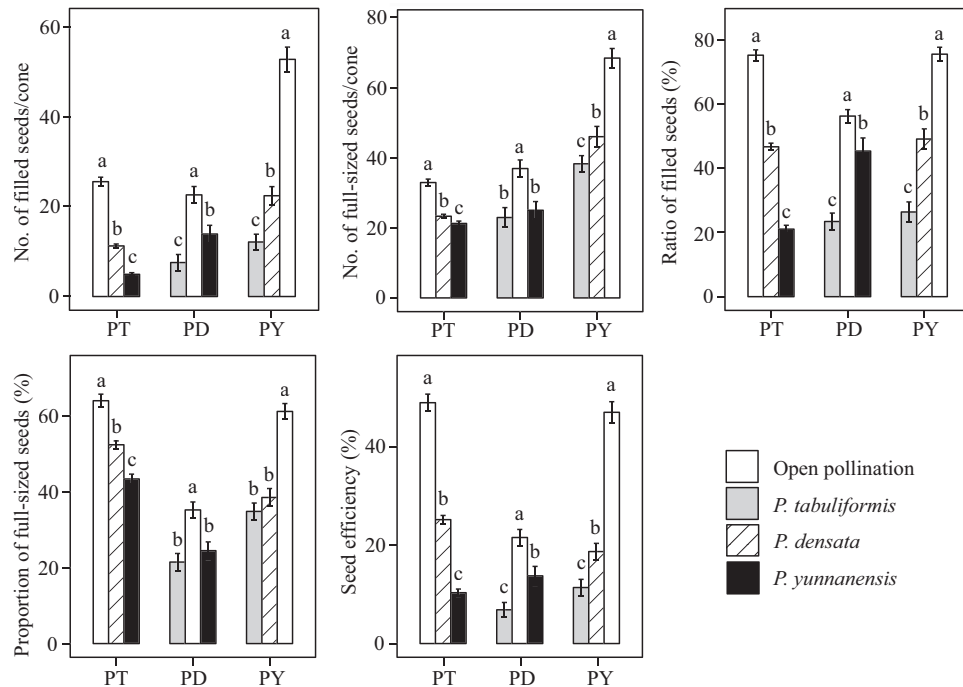 No. of filled seeds/cone
60
40
20
0
a
b
c
a
c
b
c
b
a
PT PD PY
No. of full-sized seeds/cone
80
60
40
20
0
a
b
c
b
a
b
c
b
a
PT PD PY
Ratio of filled seeds (%)
80
60
40
20
0
a
b
c
c
a
b
c
b
a
PT PD PY
Proportion of full-sized seeds (%)
60
40
20
0
a
b
c
b
a
b
b
b
a
PT PD PY
Seed efficiency (%)
40
20
0
a
b
c
c
a
b
c
b
a
PT PD PY
Open pollination
P. tabuliformis
P. densata
P. yunnanensis